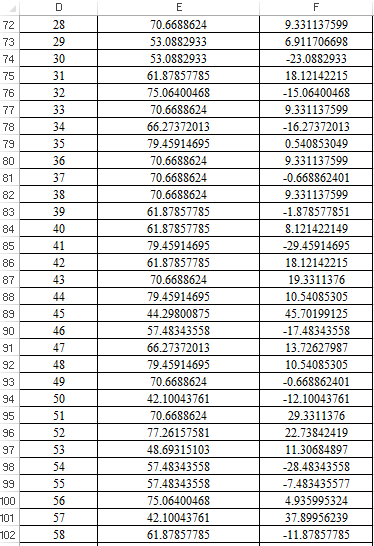 D E F
72 28 70.6688624 9.331137599
73 29 53.0882933 6.911706698
74 30 53.0882933 -23.0882933
75 31 61.87857785 18.12142215
76 32 75.06400468 -15.06400468
77 33 70.6688624 9.331137599
78 34 66.27372013 -16.27372013
79 35 79.45914695 0.540853049
80 36 70.6688624 9.331137599
81 37 70.6688624 -0.668862401
82 38 70.6688624 9.331137599
83 39 61.87857785 -1.878577851
84 40 61.87857785 8.121422149
85 41 79.45914695 -29.45914695
86 42 61.87857785 18.12142215
87 43 70.6688624 19.3311376
88 44 79.45914695 10.54085305
89 45 44.29800875 45.70199125
90 46 57.48343558 -17.48343558
91 47 66.27372013 13.72627987
92 48 79.45914695 10.54085305
93 49 70.6688624 -0.668862401
94 50 42.10043761 -12.10043761
95 51 70.6688624 29.3311376
96 52 77.26157581 22.73842419
97 53 48.69315103 11.30684897
98 54 57.48343558 -28.48343558
99 55 57.48343558 -7.483435577
100 56 75.06400468 4.935995324
101 57 42.10043761 37.89956239
102 58 61.87857785 -11.87857785